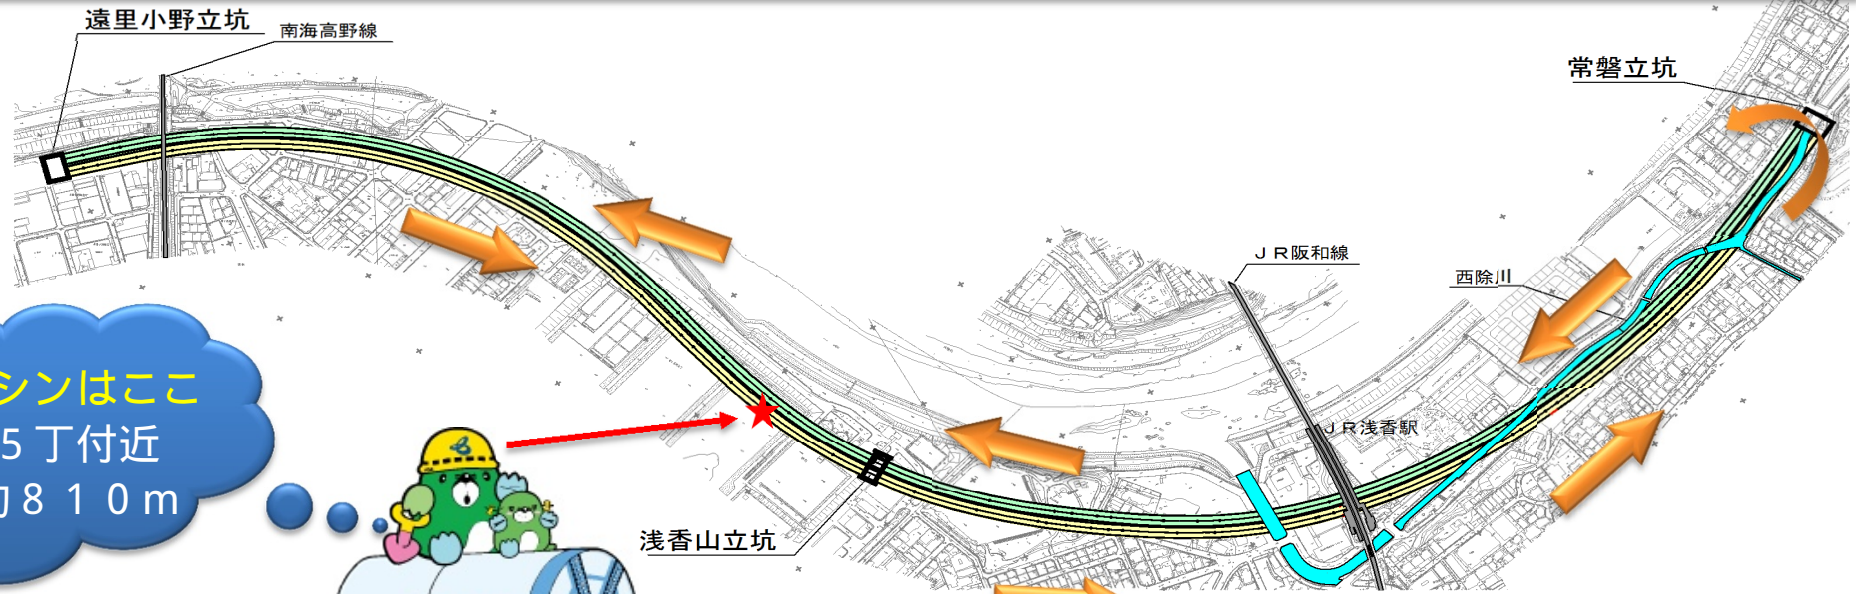 遠里小野立坑
南海高野線
常磐立坑
ＪＲ阪和線
西除川
シンはここ
５丁付近
８１０ｍ
ＪＲ浅香駅
浅香山立坑